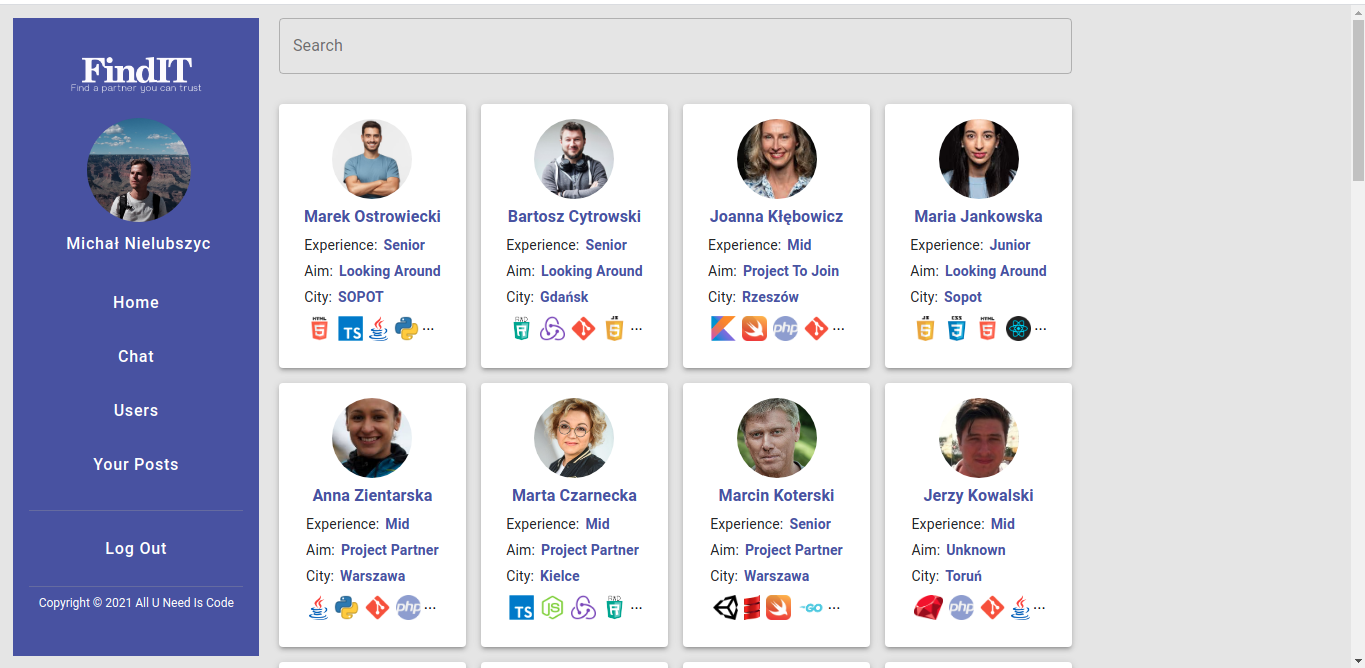 FindIT
Find a partner you can trust
Michał Nielubszyc
Home
Chat
Users
Your Posts
Log Out
Copyright © 2021 All U Need Is Code
Search
Marek Ostrowiecki
Experience: Senior
Aim: Looking Around
City: SOPOT
HTML
5
TS
...
Bartosz Cytrowski
Experience: Senior
Aim: Looking Around
City: Gdańsk
JS
5
...
Joanna Kłębowicz
Experience: Mid
Aim: Project To Join
City: Rzeszów
php
...
Maria Jankowska
Experience: Junior
Aim: Looking Around
City: Sopot
JS
5
CSS
3
HTML
5
...
Anna Zientarska
Experience: Mid
Aim: Project Partner
City: Warszawa
php
...
Marta Czarnecka
Experience: Mid
Aim: Project Partner
City: Kielce
TS
JS
...
Marcin Koterski
Experience: Senior
Aim: Project Partner
City: Warszawa
GO
...
Jerzy Kowalski
Experience: Mid
Aim: Unknown
City: Toruń
php
...